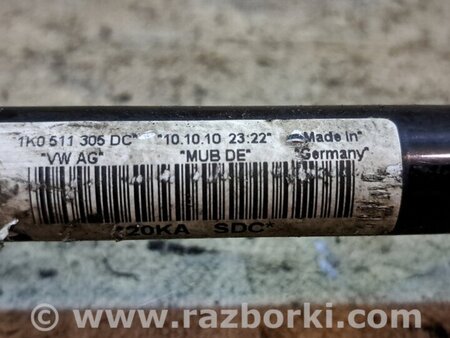 1K0 511 305 DC" "10.10.10 23:22" Made in"
"VW AG" "MUB DE" "Germany"
*20KA SDC*
© www.razborki.com